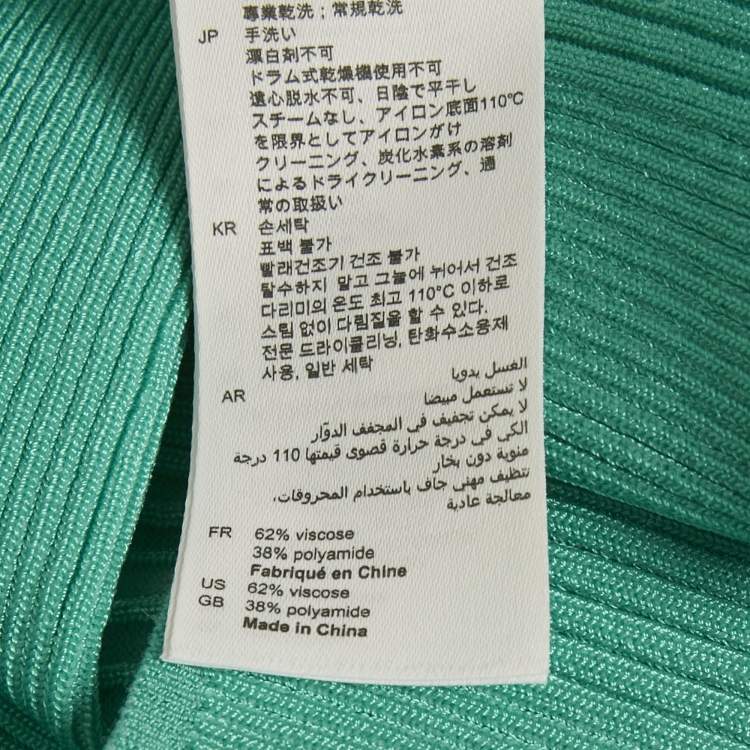 專業乾洗；常規乾洗
JP 手洗い
漂白剤不可
ドラム式乾燥機使用不可
遠心脱水不可、日陰で平干し
スチームなし、アイロン底面110℃
を限界としてアイロンがけ
クリーニング、炭化水素系の溶剤
によるドライクリーニング、通
常の取扱い
KR 손세탁
표백 불가
빨래건조기 건조 불가
탈수하지 말고 그늘에 뉘어서 건조
다리미의 온도 최고 110°C 이하로
스팀 없이 다림질을 할 수 있다.
전문 드라이클리닝, 탄화수소용제
사용, 일반 세탁
AR الغسل يدويا
لا تستعمل مبيضا
لا يمكن تجفيف في المجفف الدوّار
الكي في درجة حرارة قصوى قيمتها 110 درجة
مئوية دون بخار
تنظيف مهني جاف باستخدام المحروقات،
معالجة عادية
FR 62% viscose
38% polyamide
Fabriqué en Chine
US 62% viscose
GB 38% polyamide
Made in China